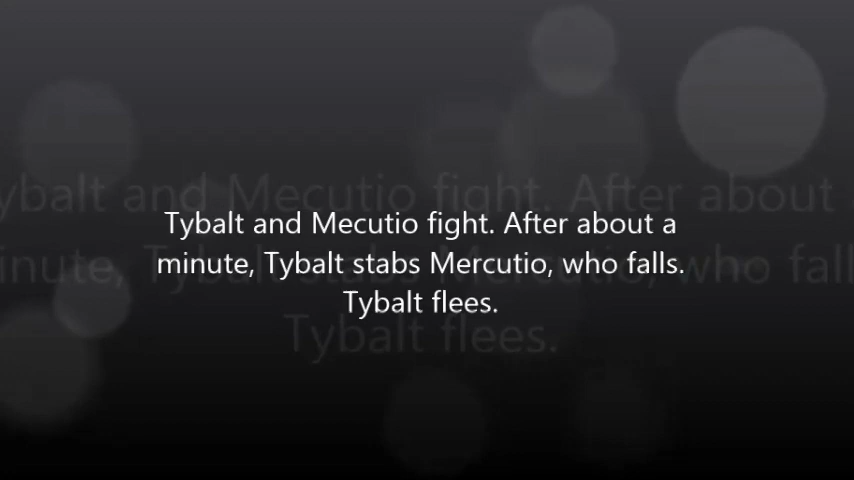 Tybalt and Mecutio fight. After about a
minute, Tybalt stabs Mercutio, who falls.
Tybalt flees.